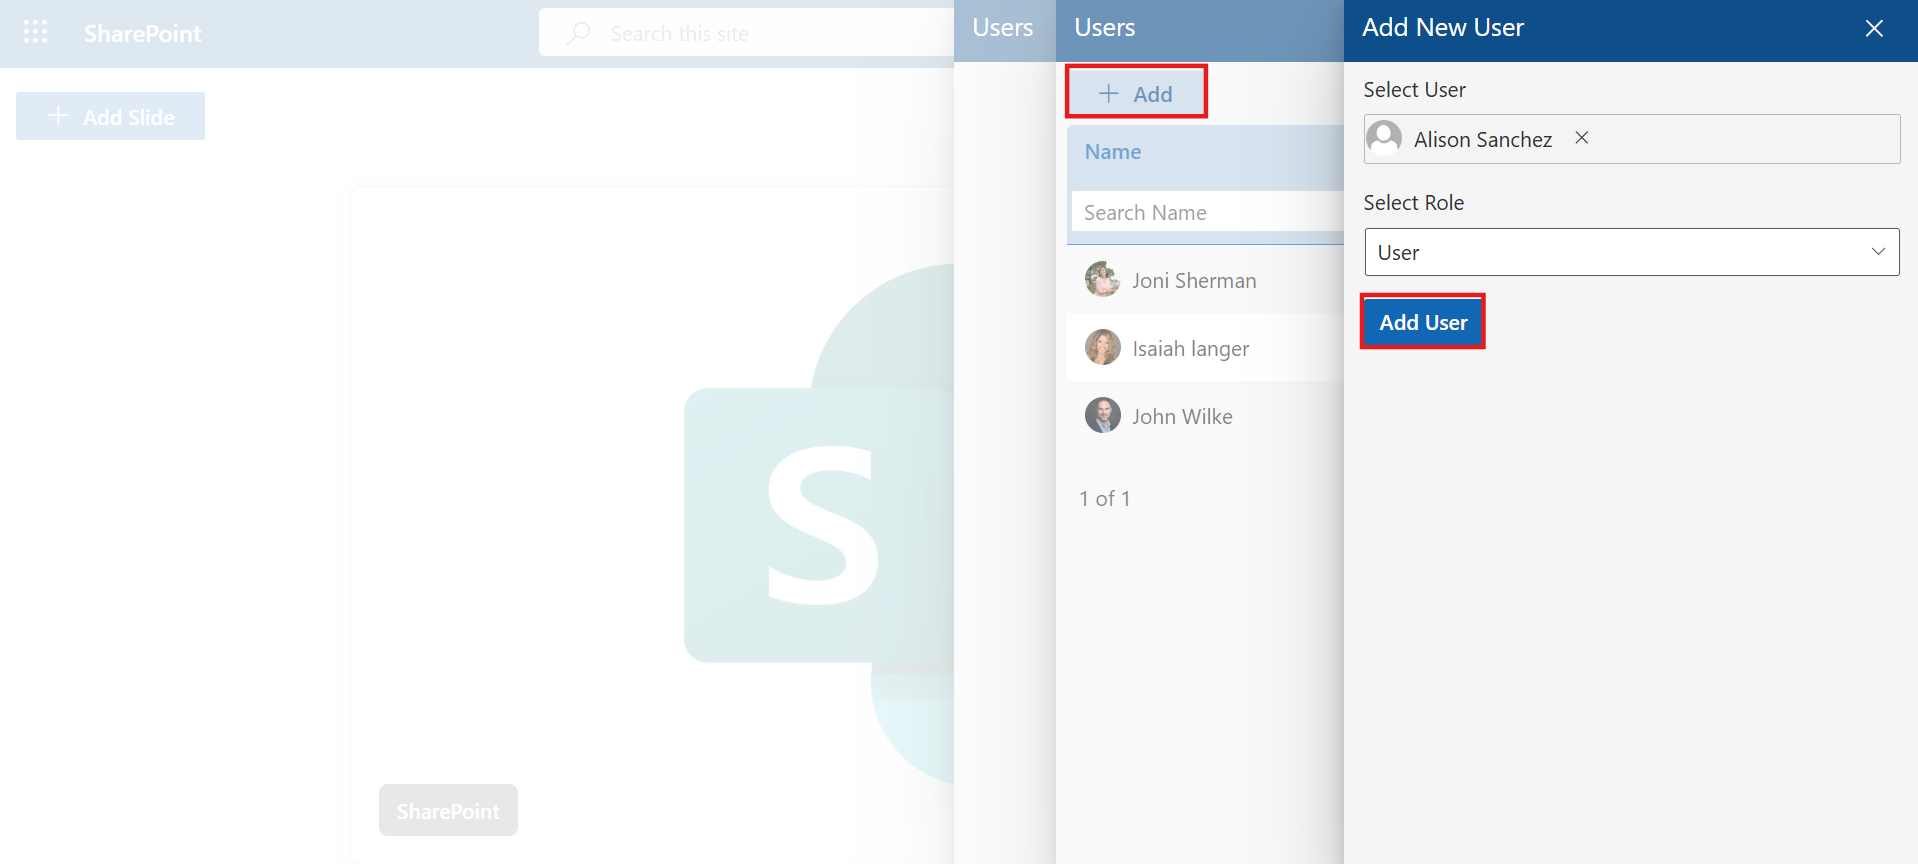 SharePoint
Search this site
Add Slide
S
SharePoint
Users
Users
Add
Name
Search Name
Joni Sherman
Isaiah langer
John Wilke
1 of 1
Add New User
Select User
Alison Sanchez
Select Role
User
Add User